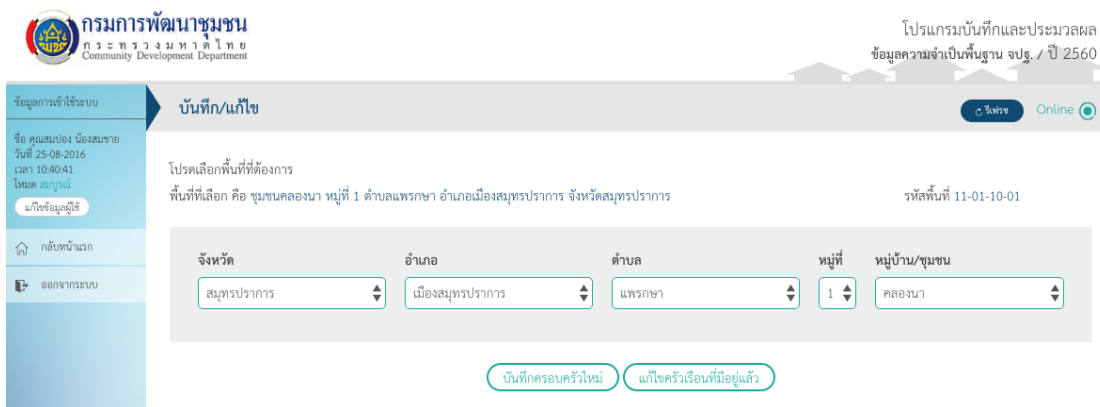 กรมการพัฒนาชุมชน
กระทรวงมหาดไทย
Community Development Department
โปรแกรมบันทึกและประมวลผล
ข้อมูลความจำเป็นพื้นฐาน จปฐ. / ปี 2560
ข้อมูลการเข้าใช้ระบบ
ชื่อ คุณสมปอง น้องสมชาย
วันที่ 25-08-2016
เวลา 10:40:41
โหมด สมบูรณ์
แก้ไขข้อมูลผู้ใช้
กลับหน้าแรก
ออกจากระบบ
บันทึก/แก้ไข
รีเฟรช
Online
โปรดเลือกพื้นที่ที่ต้องการ
พื้นที่ที่เลือก คือ ชุมชนคลองนา หมู่ที่ 1 ตำบลแพรกษา อำเภอเมืองสมุทรปราการ จังหวัดสมุทรปราการ
รหัสพื้นที่ 11-01-10-01
จังหวัด อำเภอ ตำบล หมู่ที่ หมู่บ้าน/ชุมชน
สมุทรปราการ เมืองสมุทรปราการ แพรกษา 1 คลองนา
บันทึกครอบครัวใหม่ แก้ไขครัวเรือนที่มีอยู่แล้ว